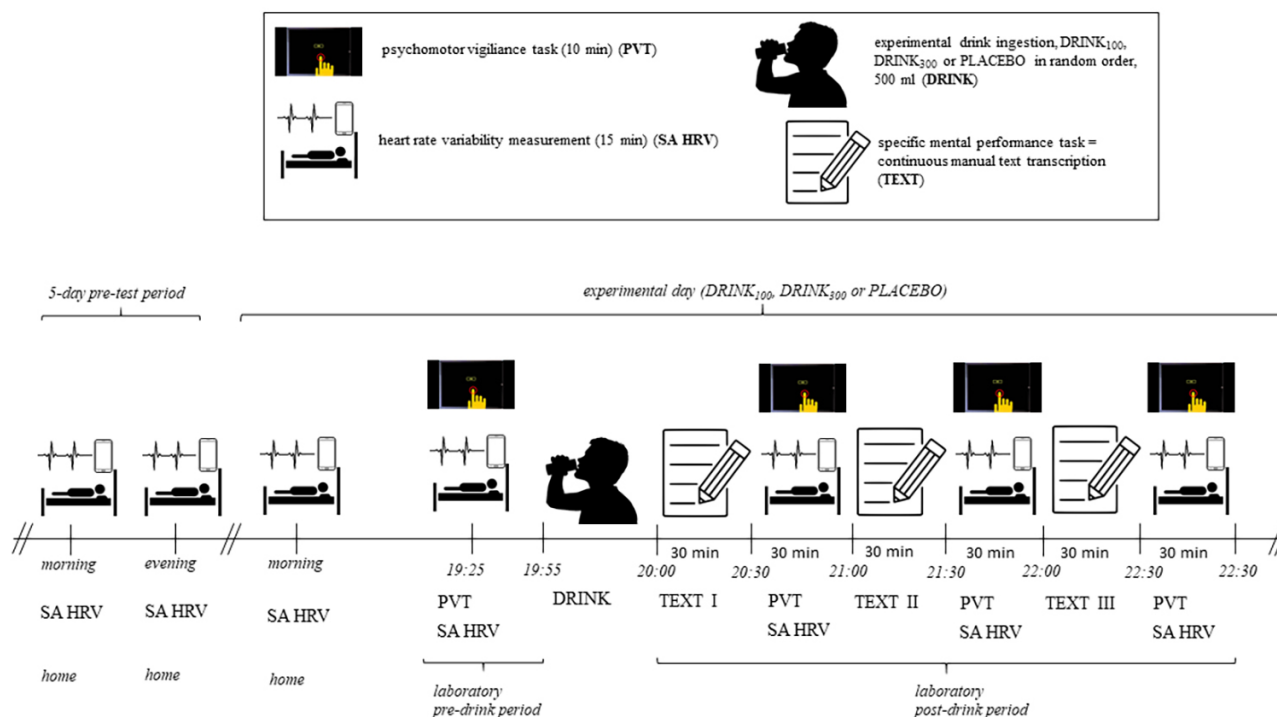 psychomotor vigiliance task (10 min) (PVT)
heart rate variability measurement (15 min) (SA HRV)
experimental drink ingestion, DRINK100,
DRINK300 or PLACEBO in random order,
500 ml (DRINK)
specific mental performance task =
continuous manual text transcription
(TEXT)
5-day pre-test period
experimental day (DRINK100, DRINK300 or PLACEBO)
30 min 30 min 30 min 30 min 30 min 30 min
morning evening morning 19:25 19:55 20:00 20:30 21:00 21:30 22:00 22:30 22:30
SA HRV SA HRV SA HRV PVT DRINK TEXT I PVT TEXT II PVT TEXT III PVT
SA HRV SA HRV SA HRV SA HRV
home home home
laboratory
pre-drink period
laboratory
post-drink period